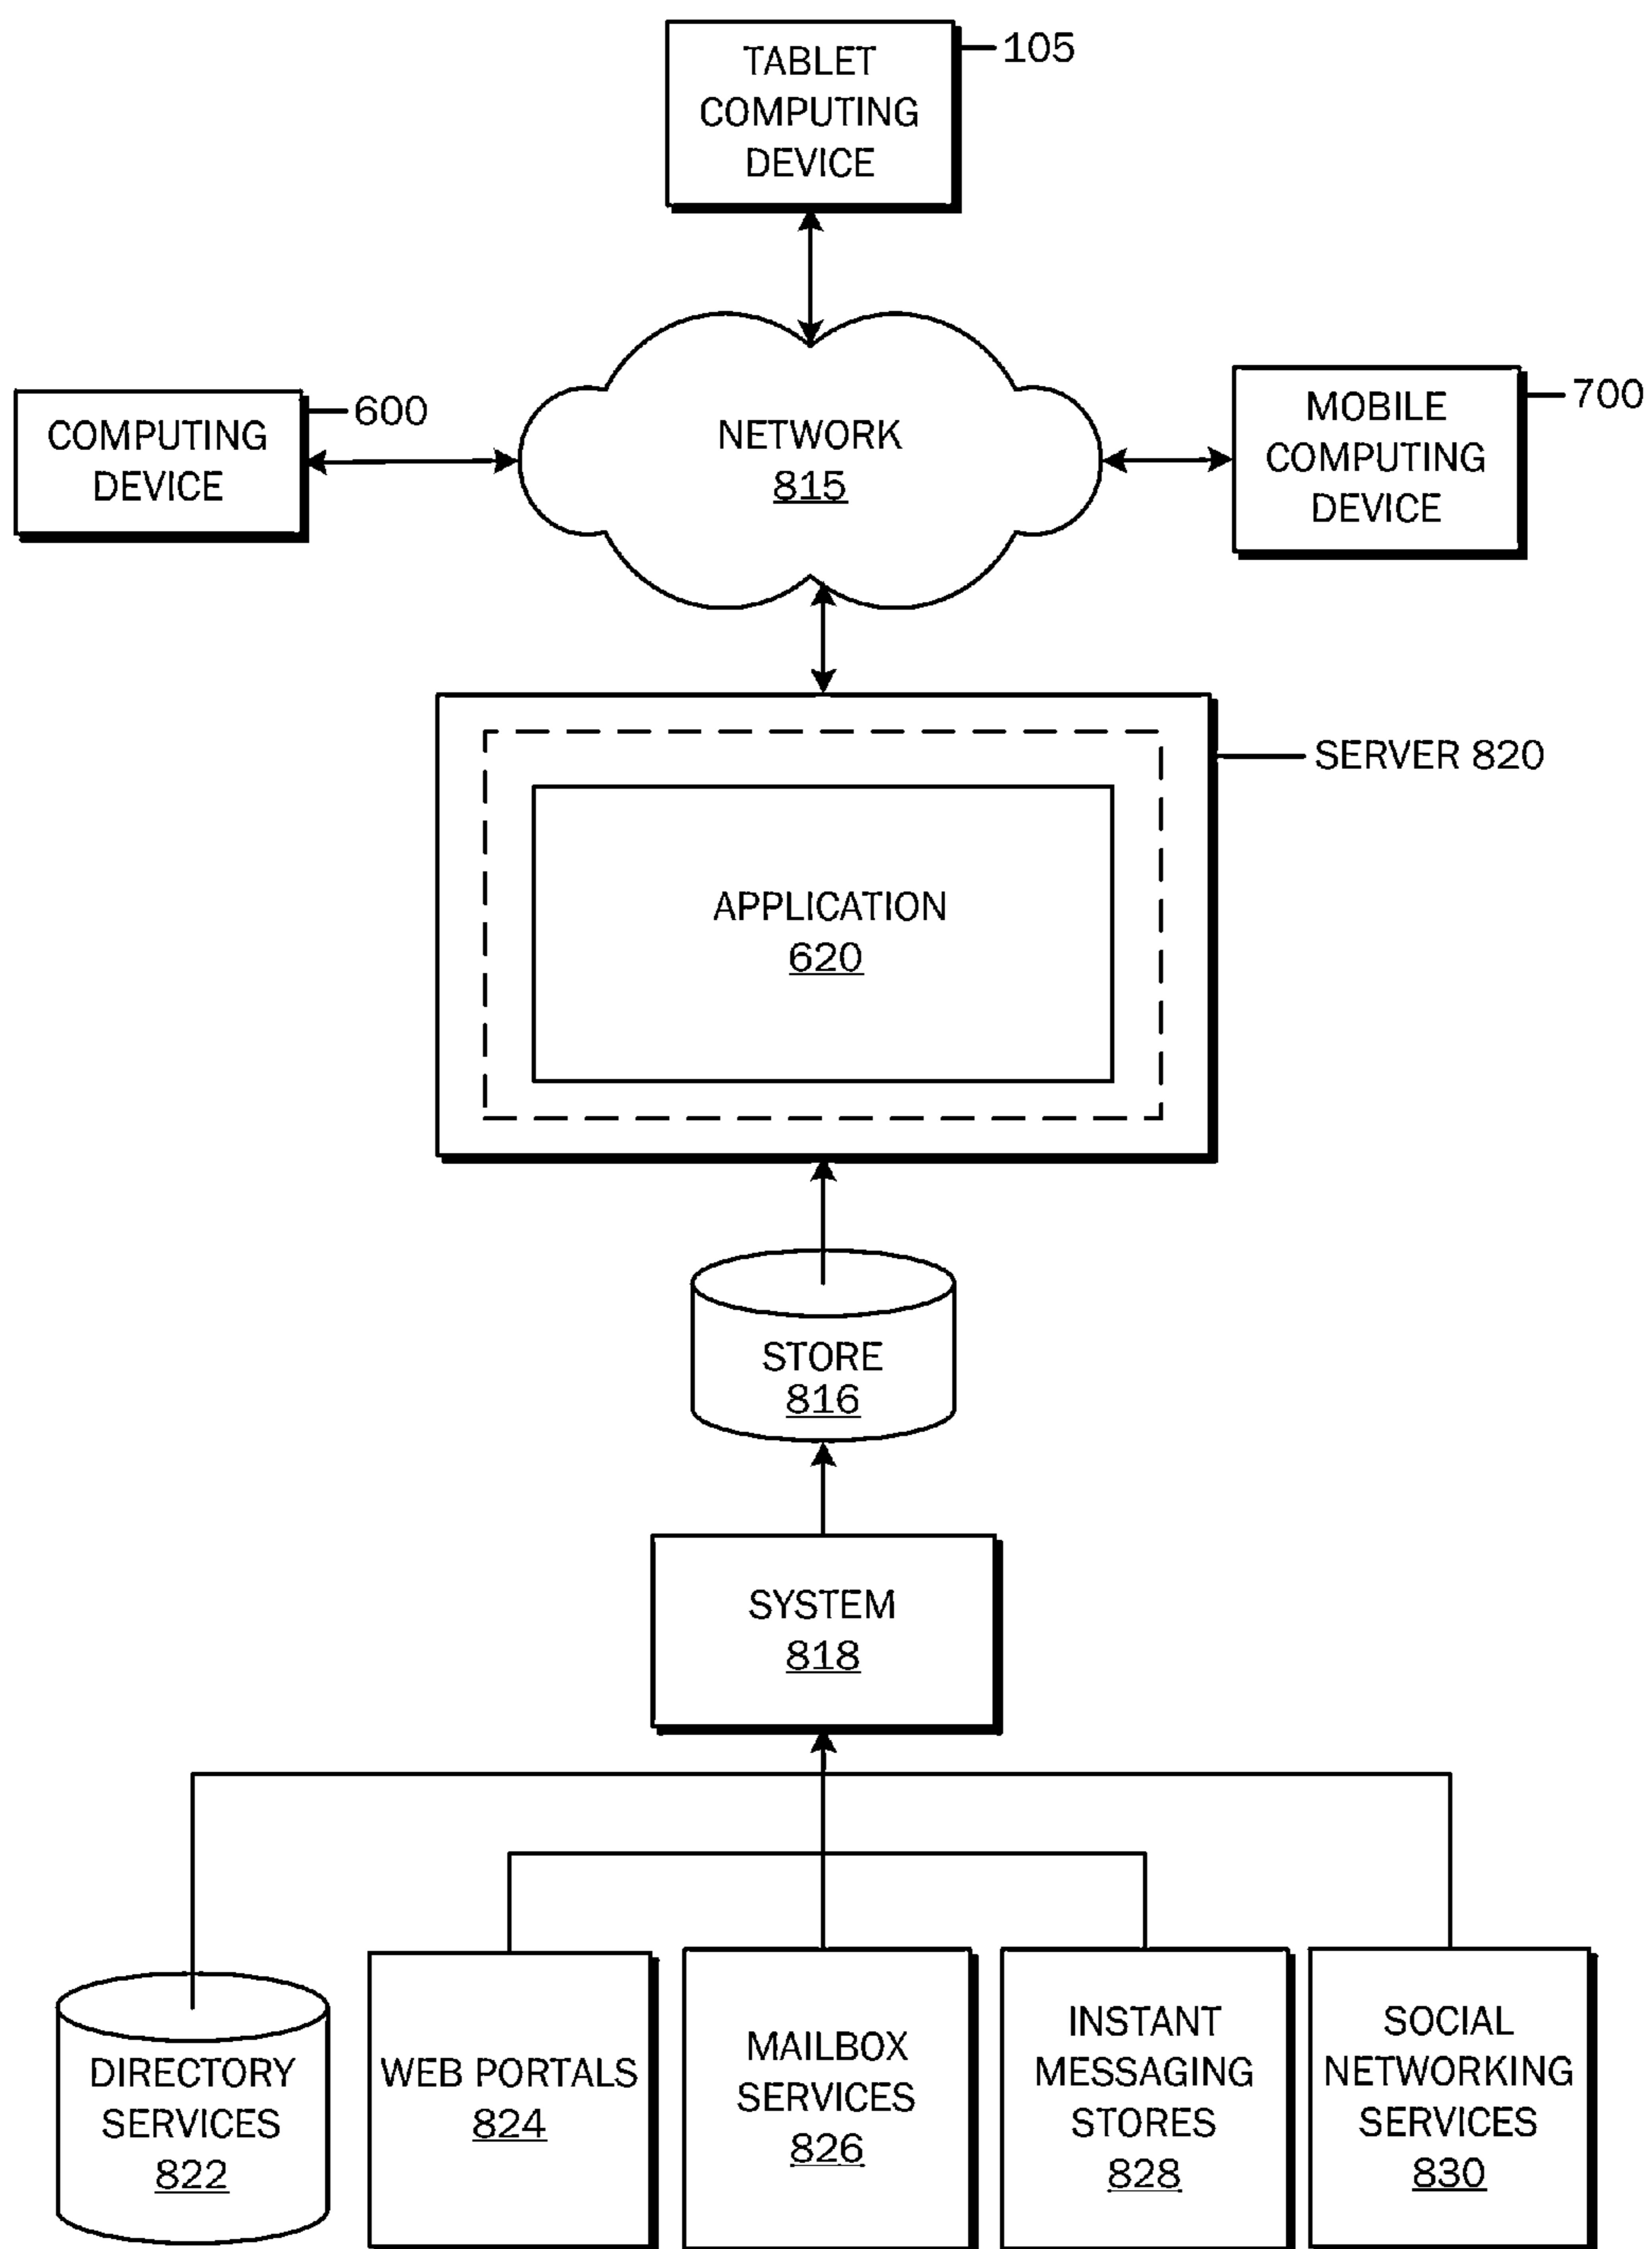 TABLET
COMPUTING
DEVICE
105
COMPUTING
DEVICE
600
NETWORK
815
MOBILE
COMPUTING
DEVICE
700
SERVER 820
APPLICATION
620
STORE
816
SYSTEM
818
DIRECTORY
SERVICES
822
WEB PORTALS
824
MAILBOX
SERVICES
826
INSTANT
MESSAGING
STORES
828
SOCIAL
NETWORKING
SERVICES
830